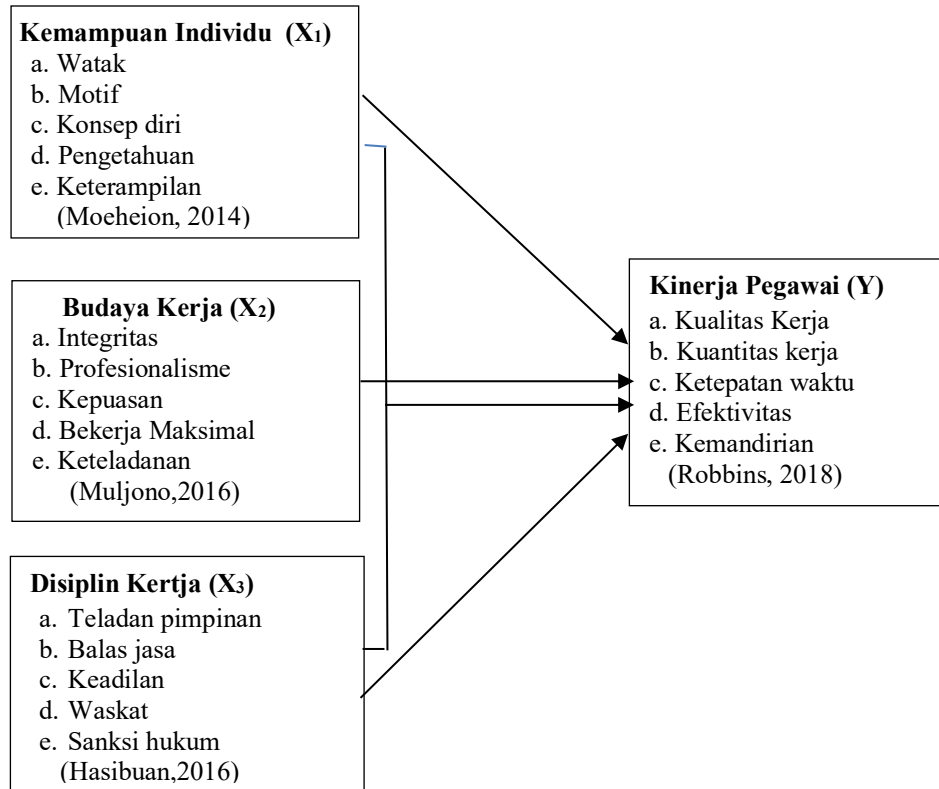 Kemampuan Individu (X₁)
a. Watak
b. Motif
c. Konsep diri
d. Pengetahuan
e. Keterampilan
(Moeheion, 2014)
Budaya Kerja (X₂)
a. Integritas
b. Profesionalisme
c. Kepuasan
d. Bekerja Maksimal
e. Keteladanan
(Muljono,2016)
Disiplin Kertja (X₃)
a. Teladan pimpinan
b. Balas jasa
c. Keadilan
d. Waskat
e. Sanksi hukum
(Hasibuan,2016)
Kinerja Pegawai (Y)
a. Kualitas Kerja
b. Kuantitas kerja
c. Ketepatan waktu
d. Efektivitas
e. Kemandirian
(Robbins, 2018)